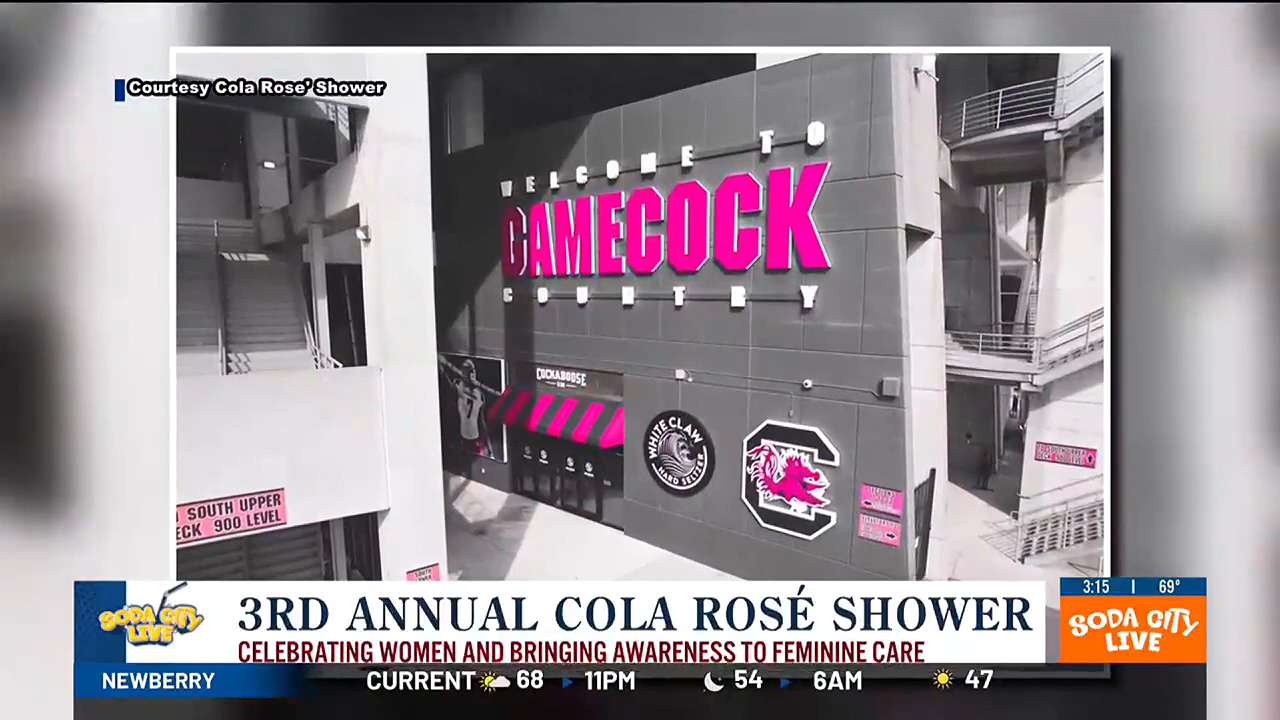 Courtesy Cola Rose' Shower
WELCOME TO
GAMECOCK
COUNTRY
COCKABOOSE
7
WHITE CLAW
HARD SELTZER
C
SOUTH UPPER
ECK 900 LEVEL
SODA CITY
LIVE
3RD ANNUAL COLA ROSÉ SHOWER
CELEBRATING WOMEN AND BRINGING AWARENESS TO FEMININE CARE
3:15 | 69°
SODA CITY
LIVE
NEWBERRY CURRENT 68 11PM 54 6AM 47